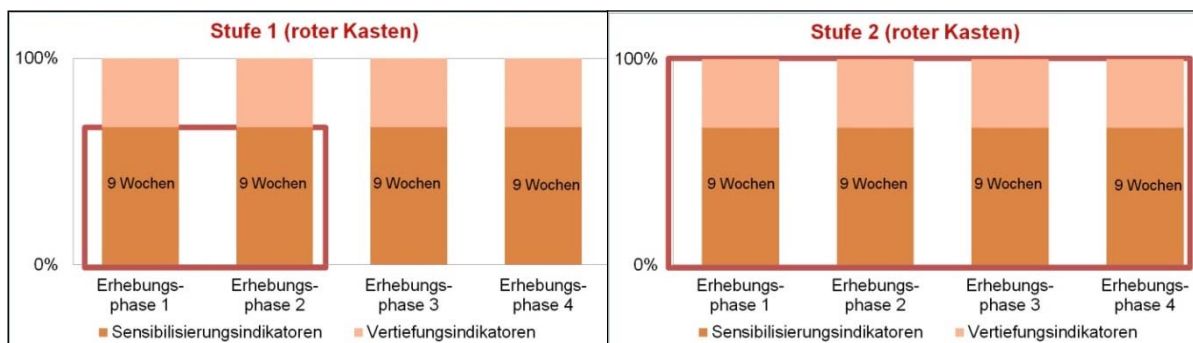 Stufe 1 (roter Kasten)
100%
9 Wochen
9 Wochen
9 Wochen
9 Wochen
0%
Erhebungs-
phase 1
Erhebungs-
phase 2
Erhebungs-
phase 3
Erhebungs-
phase 4
Sensibilisierungsindikatoren
Vertiefungsindikatoren
Stufe 2 (roter Kasten)
100%
9 Wochen
9 Wochen
9 Wochen
9 Wochen
0%
Erhebungs-
phase 1
Erhebungs-
phase 2
Erhebungs-
phase 3
Erhebungs-
phase 4
Sensibilisierungsindikatoren
Vertiefungsindikatoren